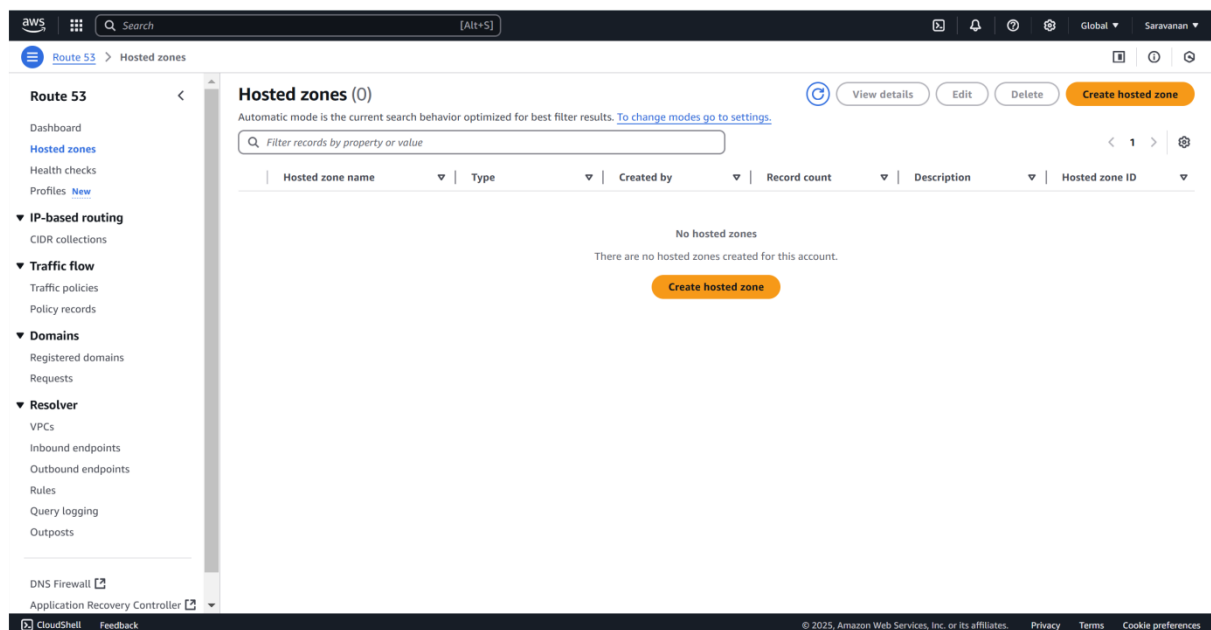 aws Search [Alt+S] Global Saravanan
Route 53 > Hosted zones
Route 53
Dashboard
Hosted zones
Health checks
Profiles New
IP-based routing
CIDR collections
Traffic flow
Traffic policies
Policy records
Domains
Registered domains
Requests
Resolver
VPCs
Inbound endpoints
Outbound endpoints
Rules
Query logging
Outposts
DNS Firewall
Application Recovery Controller
Hosted zones (0) View details Edit Delete Create hosted zone
Automatic mode is the current search behavior optimized for best filter results. To change modes go to settings.
Filter records by property or value 1
Hosted zone name Type Created by Record count Description Hosted zone ID
No hosted zones
There are no hosted zones created for this account.
Create hosted zone
CloudShell Feedback © 2025, Amazon Web Services, Inc. or its affiliates. Privacy Terms Cookie preferences